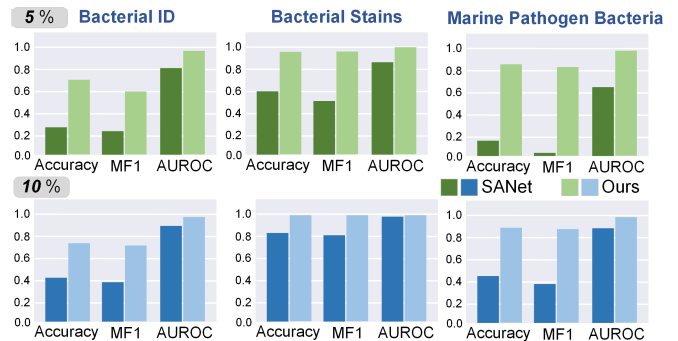 5 % Bacterial ID Bacterial Stains Marine Pathogen Bacteria
1.0 1.0 1.0
0.8 0.8 0.8
0.6 0.6 0.6
0.4 0.4 0.4
0.2 0.2 0.2
0.0 0.0 0.0
Accuracy MF1 AUROC Accuracy MF1 AUROC Accuracy MF1 AUROC
10 % SANet Ours
1.0 1.0 1.0
0.8 0.8 0.8
0.6 0.6 0.6
0.4 0.4 0.4
0.2 0.2 0.2
0.0 0.0 0.0
Accuracy MF1 AUROC Accuracy MF1 AUROC Accuracy MF1 AUROC